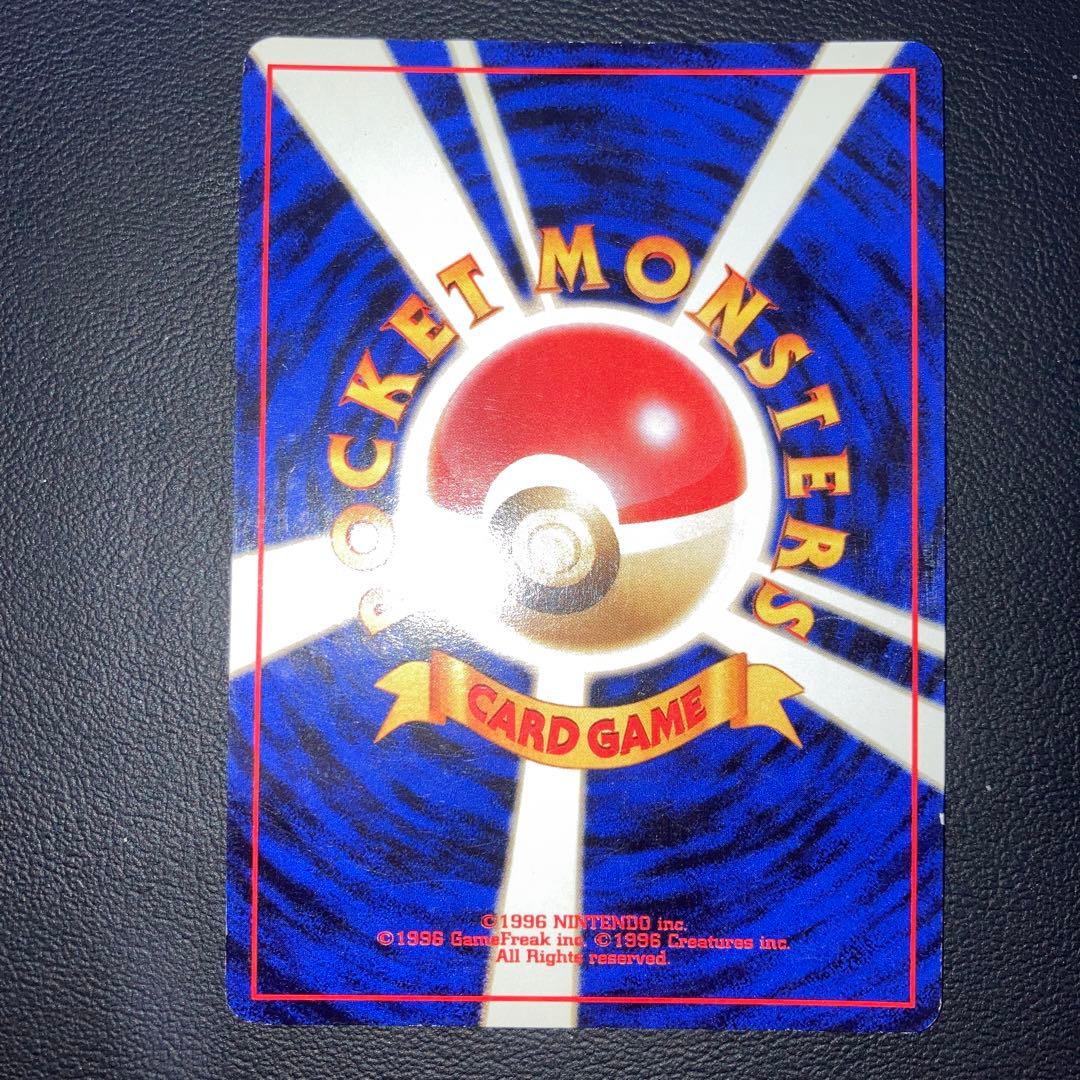 POCKET MONSTERS
CARD GAME
©1996 NINTENDO inc.
©1996 GameFreak inc. ©1996 Creatures inc.
All Rights reserved.